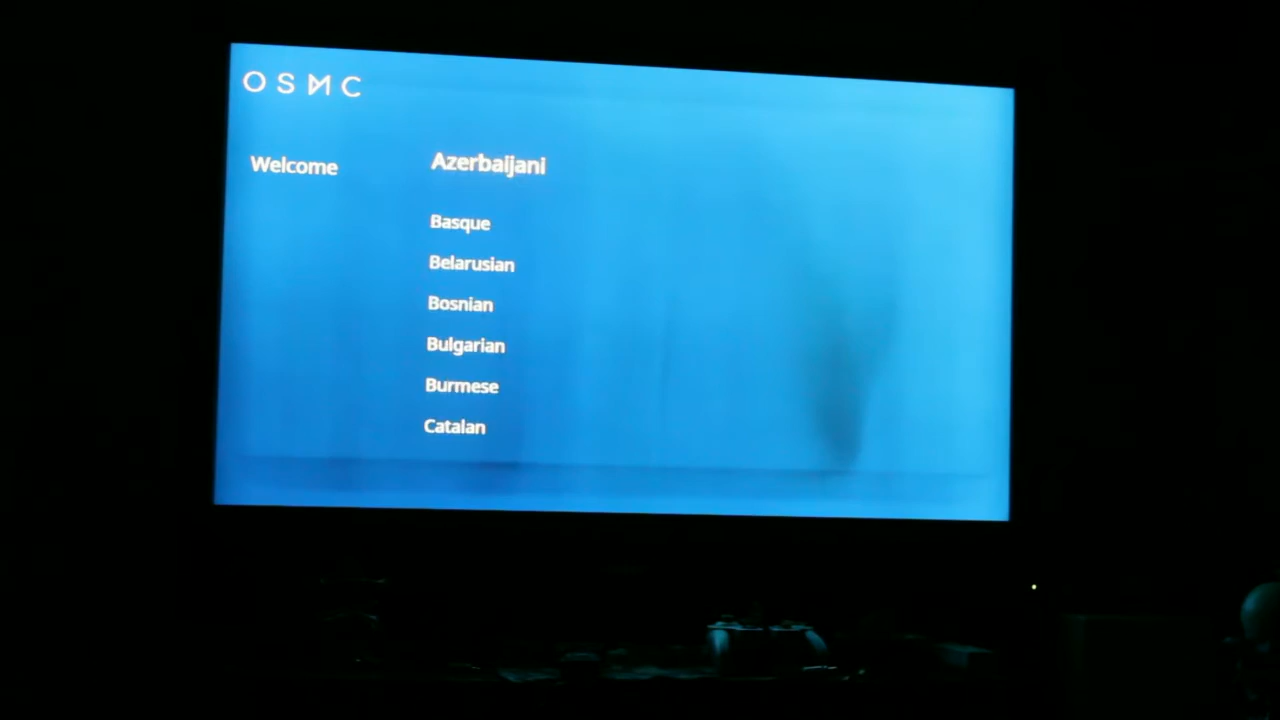 OSMC
Welcome
Azerbaijani
Basque
Belarusian
Bosnian
Bulgarian
Burmese
Catalan